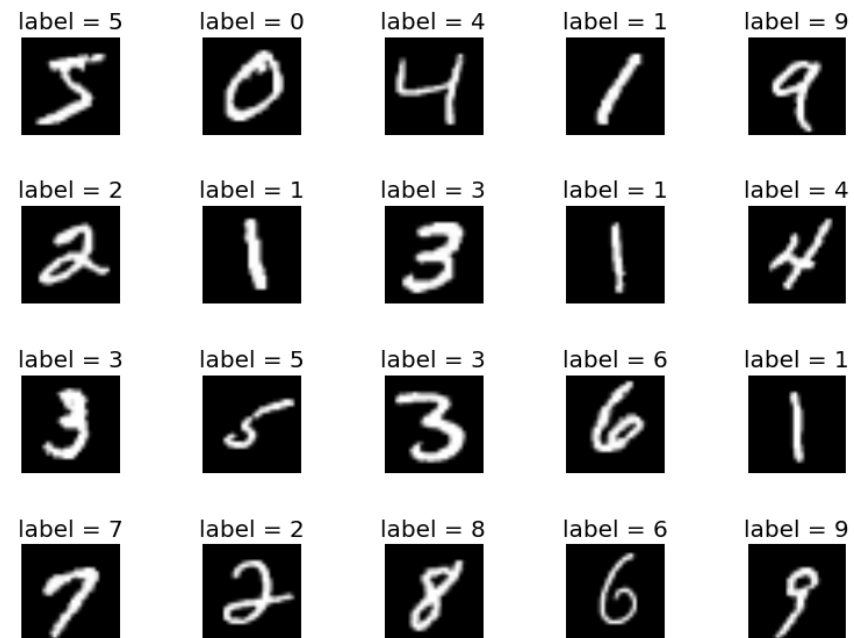 label = 5 label = 0 label = 4 label = 1 label = 9
5 0 4 1 9
label = 2 label = 1 label = 3 label = 1 label = 4
2 1 3 1 4
label = 3 label = 5 label = 3 label = 6 label = 1
3 5 3 6 1
label = 7 label = 2 label = 8 label = 6 label = 9
7 2 8 6 9